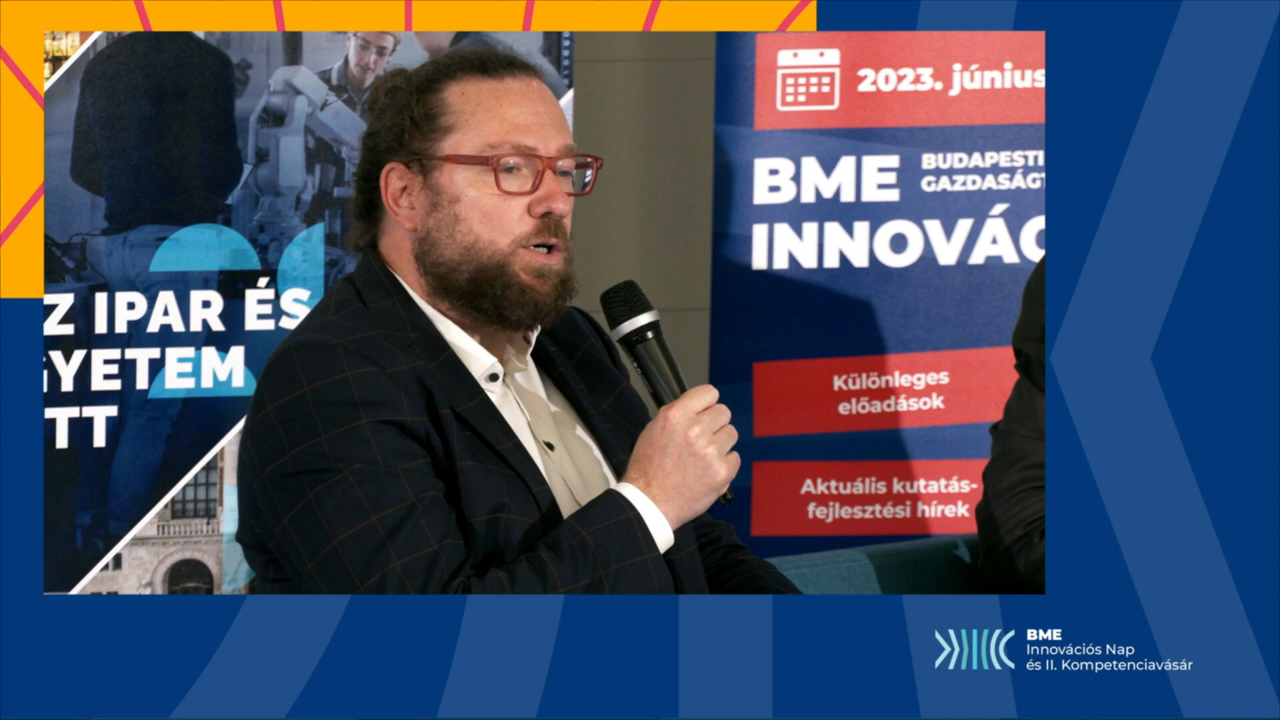 Z IPAR ÉS
GYETEM
TT
2023. június
BME
BUDAPESTI
GAZDASÁGT
INNOVÁC
Különleges
előadások
Aktuális kutatás-
fejlesztési hírek
BME
Innovációs Nap
és II. Kompetenciavásár